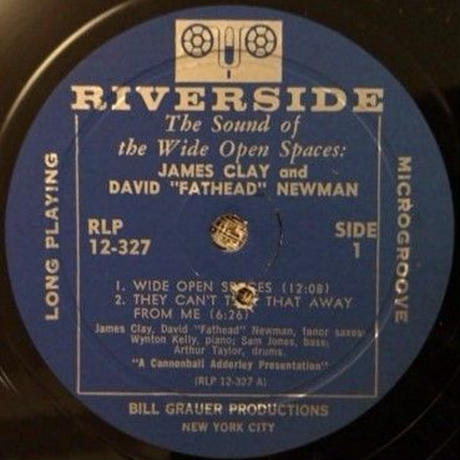 RIVERSIDE
The Sound of
the Wide Open Spaces:
JAMES CLAY and
DAVID "FATHEAD" NEWMAN
LONG PLAYING
MICROGROOVE
RLP
12-327
SIDE
1
1. WIDE OPEN SPACES (12:08)
2. THEY CAN'T THAT AWAY
FROM ME (6:26)
James Clay, David "Fathead" Newman, tenor saxes;
Wynton Kelly, piano; Sam Jones, bass;
Arthur Taylor, drums.
"A Cannonball Adderley Presentation"
(RLP 12-327 A)
BILL GRAUER PRODUCTIONS
NEW YORK CITY